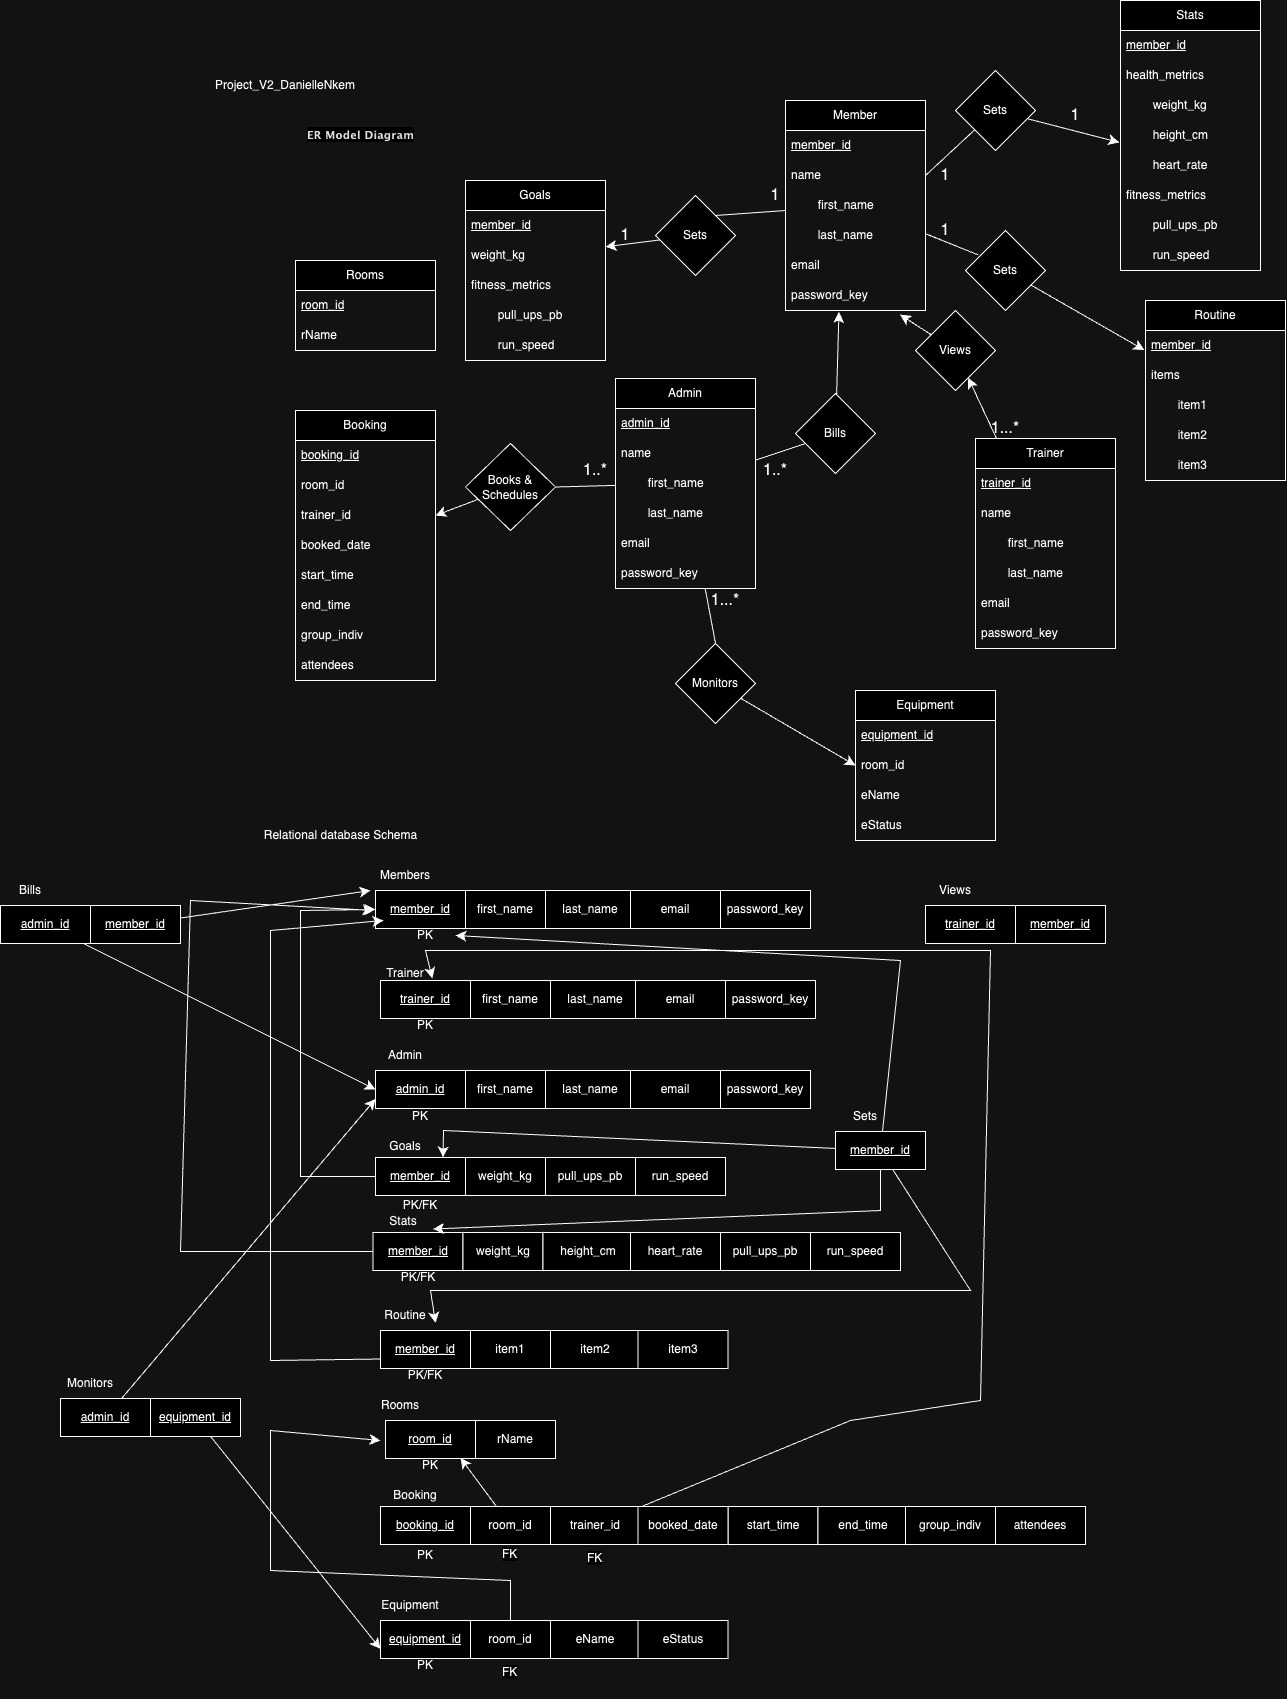 Project_V2_DanielleNkem
ER Model Diagram
Stats
member_id
health_metrics
weight_kg
height_cm
heart_rate
fitness_metrics
pull_ups_pb
run_speed
Sets
1
1
Member
member_id
name
first_name
last_name
email
password_key
1
Sets
1
Goals
member_id
weight_kg
fitness_metrics
pull_ups_pb
run_speed
1
Sets
Rooms
room_id
rName
Routine
member_id
items
item1
item2
item3
Views
1...*
Trainer
trainer_id
name
first_name
last_name
email
password_key
Bills
1..*
Admin
admin_id
name
first_name
last_name
email
password_key
1..*
Books &
Schedules
Booking
booking_id
room_id
trainer_id
booked_date
start_time
end_time
group_indiv
attendees
1...*
Monitors
Equipment
equipment_id
room_id
eName
eStatus
Relational database Schema
Bills
admin_id member_id
Members
member_id first_name last_name email password_key
PK
Views
trainer_id member_id
Trainer
trainer_id first_name last_name email password_key
PK
Admin
admin_id first_name last_name email password_key
PK
Sets
member_id
Goals
member_id weight_kg pull_ups_pb run_speed
PK/FK
Stats
member_id weight_kg height_cm heart_rate pull_ups_pb run_speed
PK/FK
Routine
member_id item1 item2 item3
PK/FK
Monitors
admin_id equipment_id
Rooms
room_id rName
PK
Booking
booking_id room_id trainer_id booked_date start_time end_time group_indiv attendees
PK FK FK
Equipment
equipment_id room_id eName eStatus
PK FK